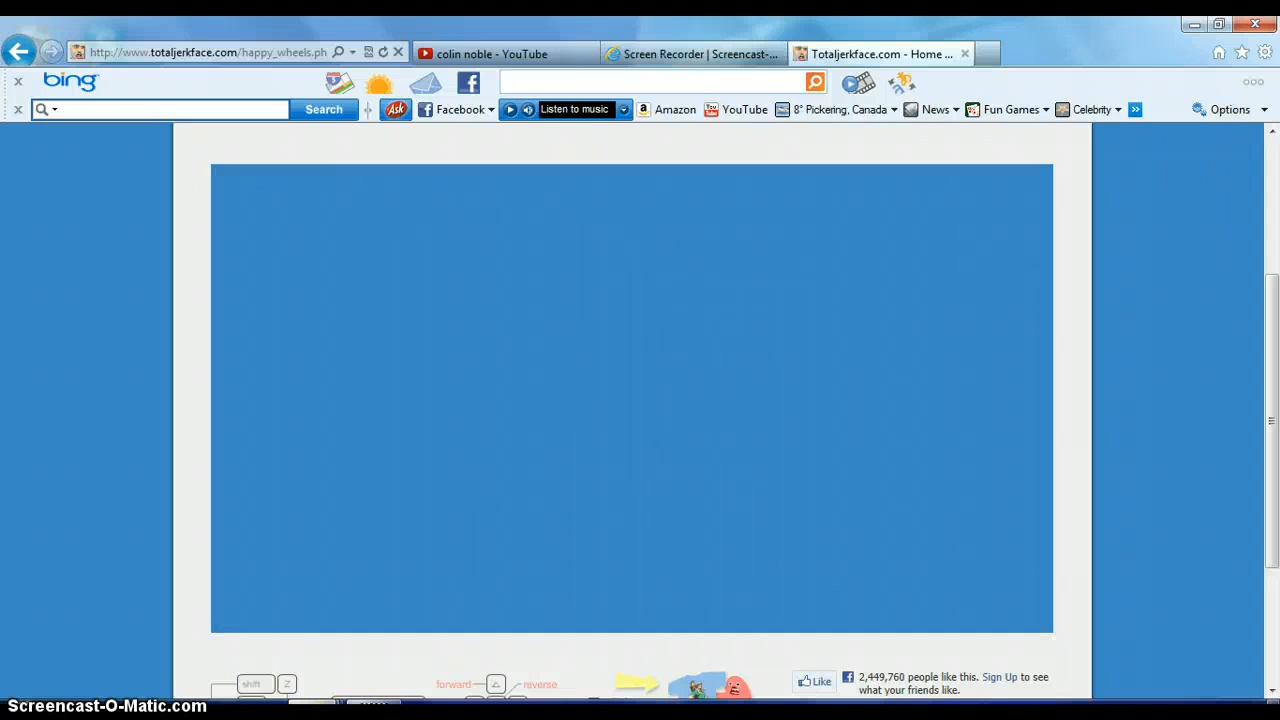 http://www.totaljerkface.com/happy_wheels.ph
colin noble - YouTube
Screen Recorder | Screencast-...
Totaljerkface.com - Home ...
bing
Search
Ask
Facebook
Listen to music
Amazon
YouTube
8° Pickering, Canada
News
Fun Games
Celebrity
Options
shift
Z
forward
reverse
Like
2,449,760 people like this. Sign Up to see
what your friends like.
Screencast-O-Matic.com